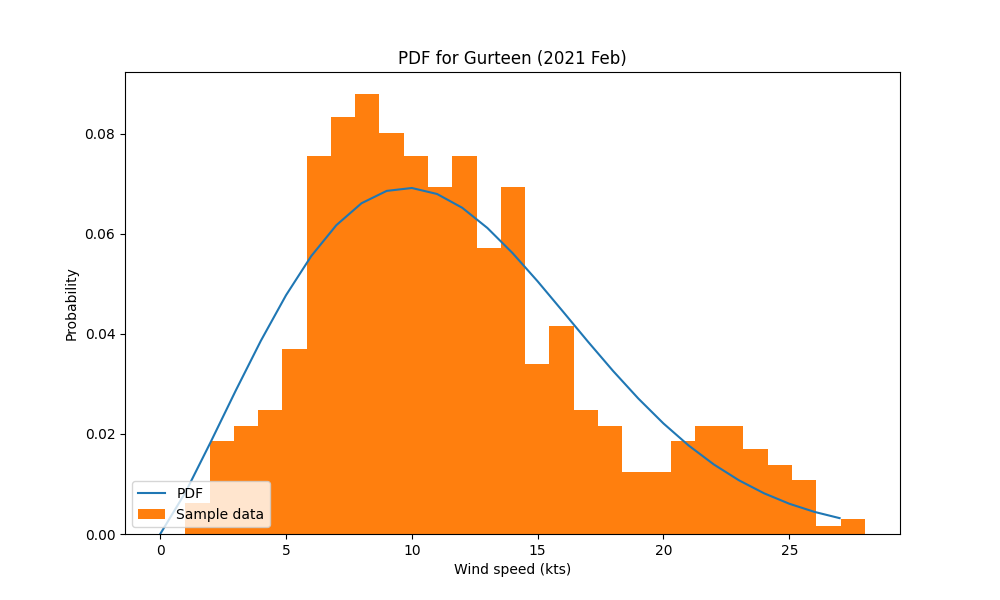 PDF for Gurteen (2021 Feb)
Probability
0.08
0.06
0.04
0.02
0.00
PDF
Sample data
0
5
10
15
20
25
Wind speed (kts)